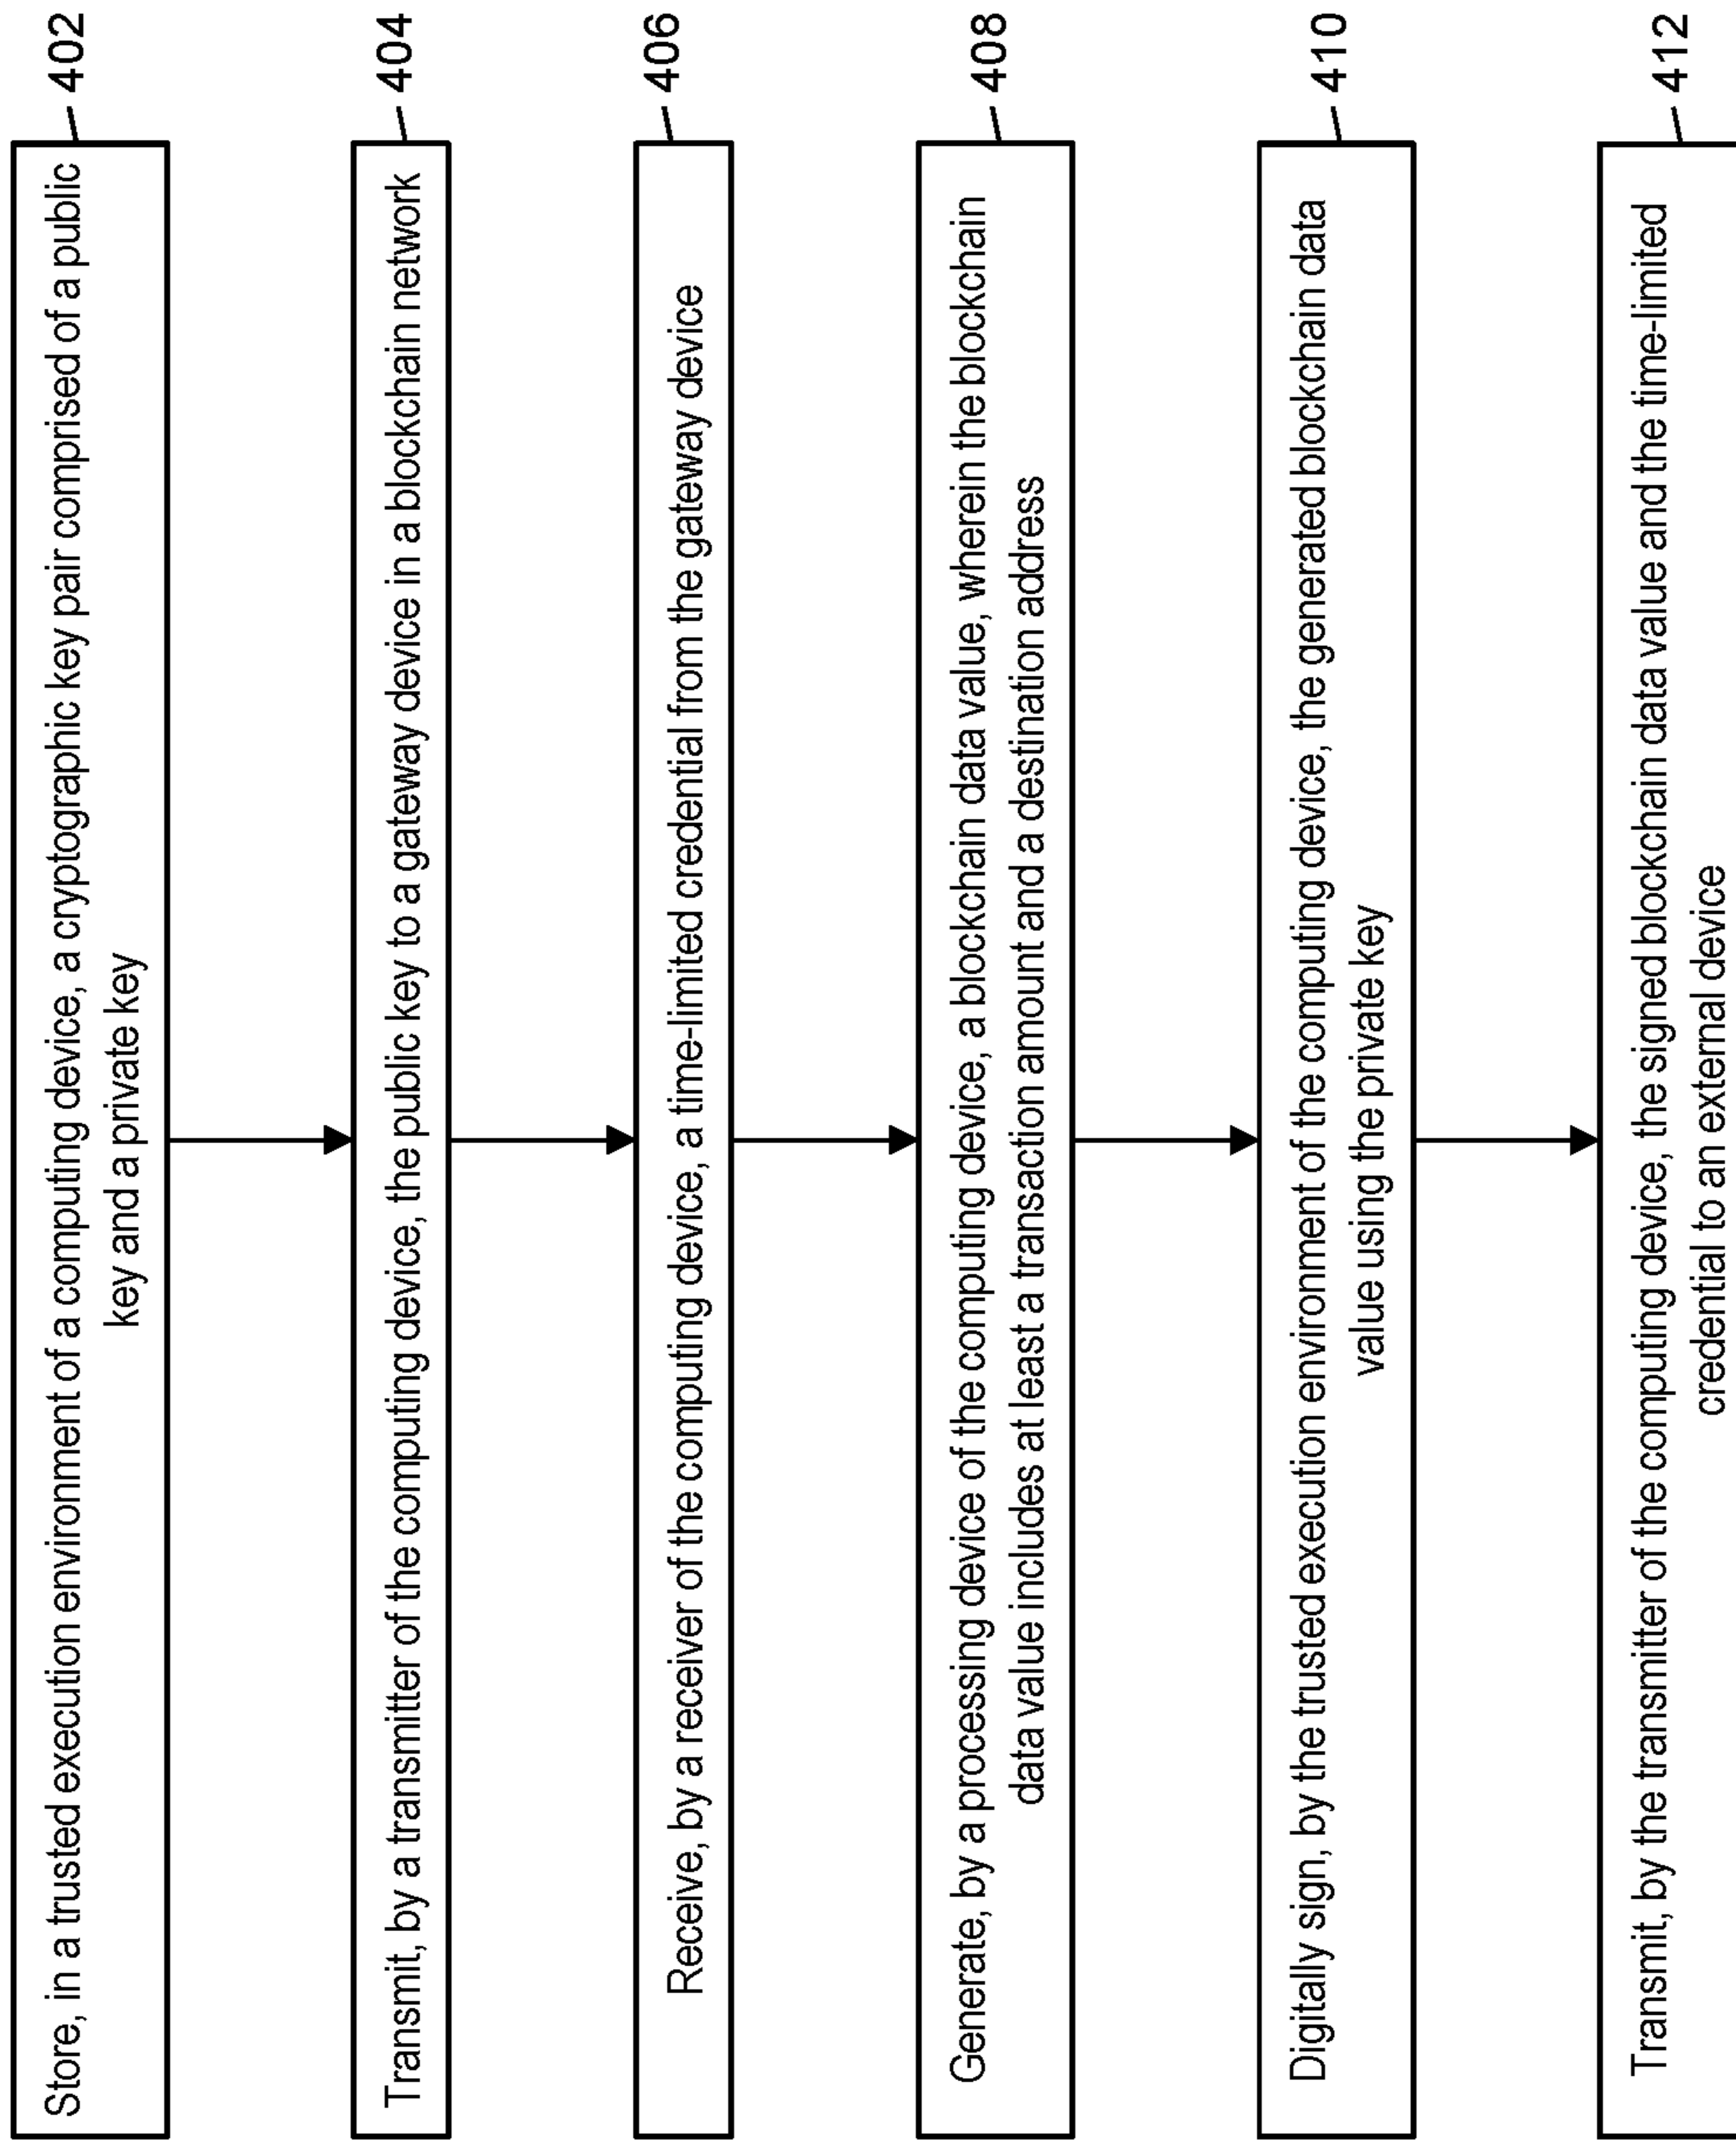 Store, in a trusted execution environment of a computing device, a cryptographic key pair comprised of a public
key and a private key
402
Transmit, by a transmitter of the computing device, the public key to a gateway device in a blockchain network
404
Receive, by a receiver of the computing device, a time-limited credential from the gateway device
406
Generate, by a processing device of the computing device, a blockchain data value, wherein the blockchain
data value includes at least a transaction amount and a destination address
408
Digitally sign, by the trusted execution environment of the computing device, the generated blockchain data
value using the private key
410
Transmit, by the transmitter of the computing device, the signed blockchain data value and the time-limited
credential to an external device
412